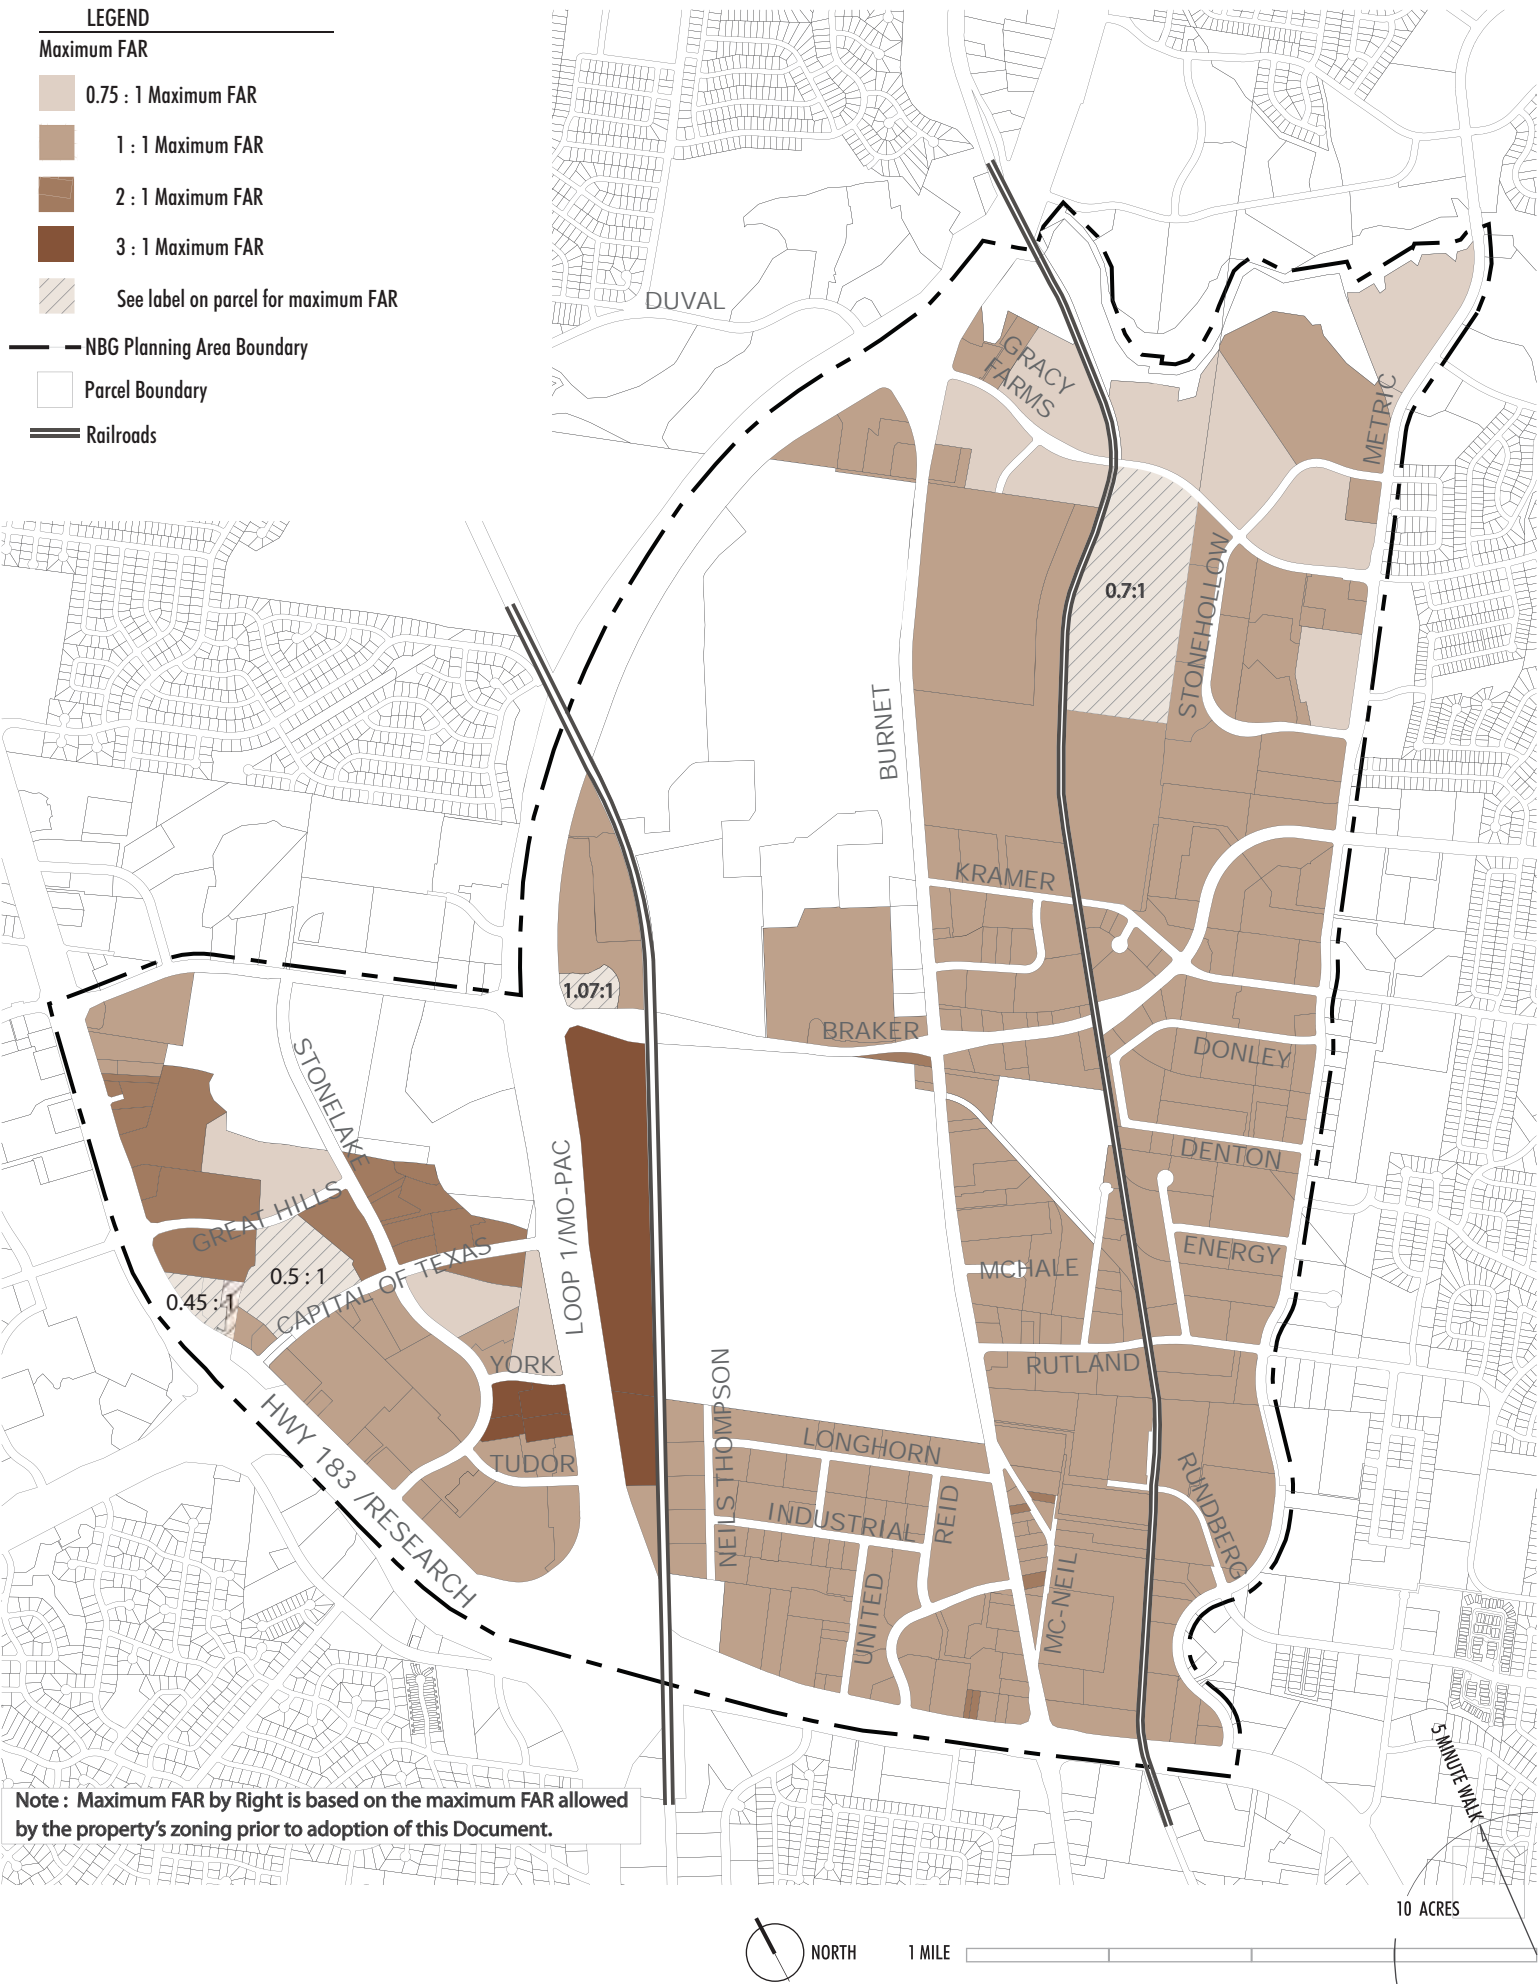 LEGEND
Maximum FAR
0.75 : 1 Maximum FAR
1 : 1 Maximum FAR
2 : 1 Maximum FAR
3 : 1 Maximum FAR
See label on parcel for maximum FAR
NBG Planning Area Boundary
Parcel Boundary
Railroads
DUVAL
GRACY
FARMS
METRIC
0.7:1
STONEHOLLOW
BURNET
KRAMER
1.07:1
BRAKER
DONLEY
STONELAKE
DENTON
LOOP 1/MO-PAC
GREAT HILLS
ENERGY
CAPITAL OF TEXAS
MCHALE
0.5 : 1
0.45 : 1
YORK
RUTLAND
NEILS THOMPSON
HWY 183 /RESEARCH
LONGHORN
TUDOR
RUNDBERG
INDUSTRIAL
REID
UNITED
MC-NEIL
5 MINUTE WALK
Note : Maximum FAR by Right is based on the maximum FAR allowed
by the property's zoning prior to adoption of this Document.
10 ACRES
NORTH
1 MILE